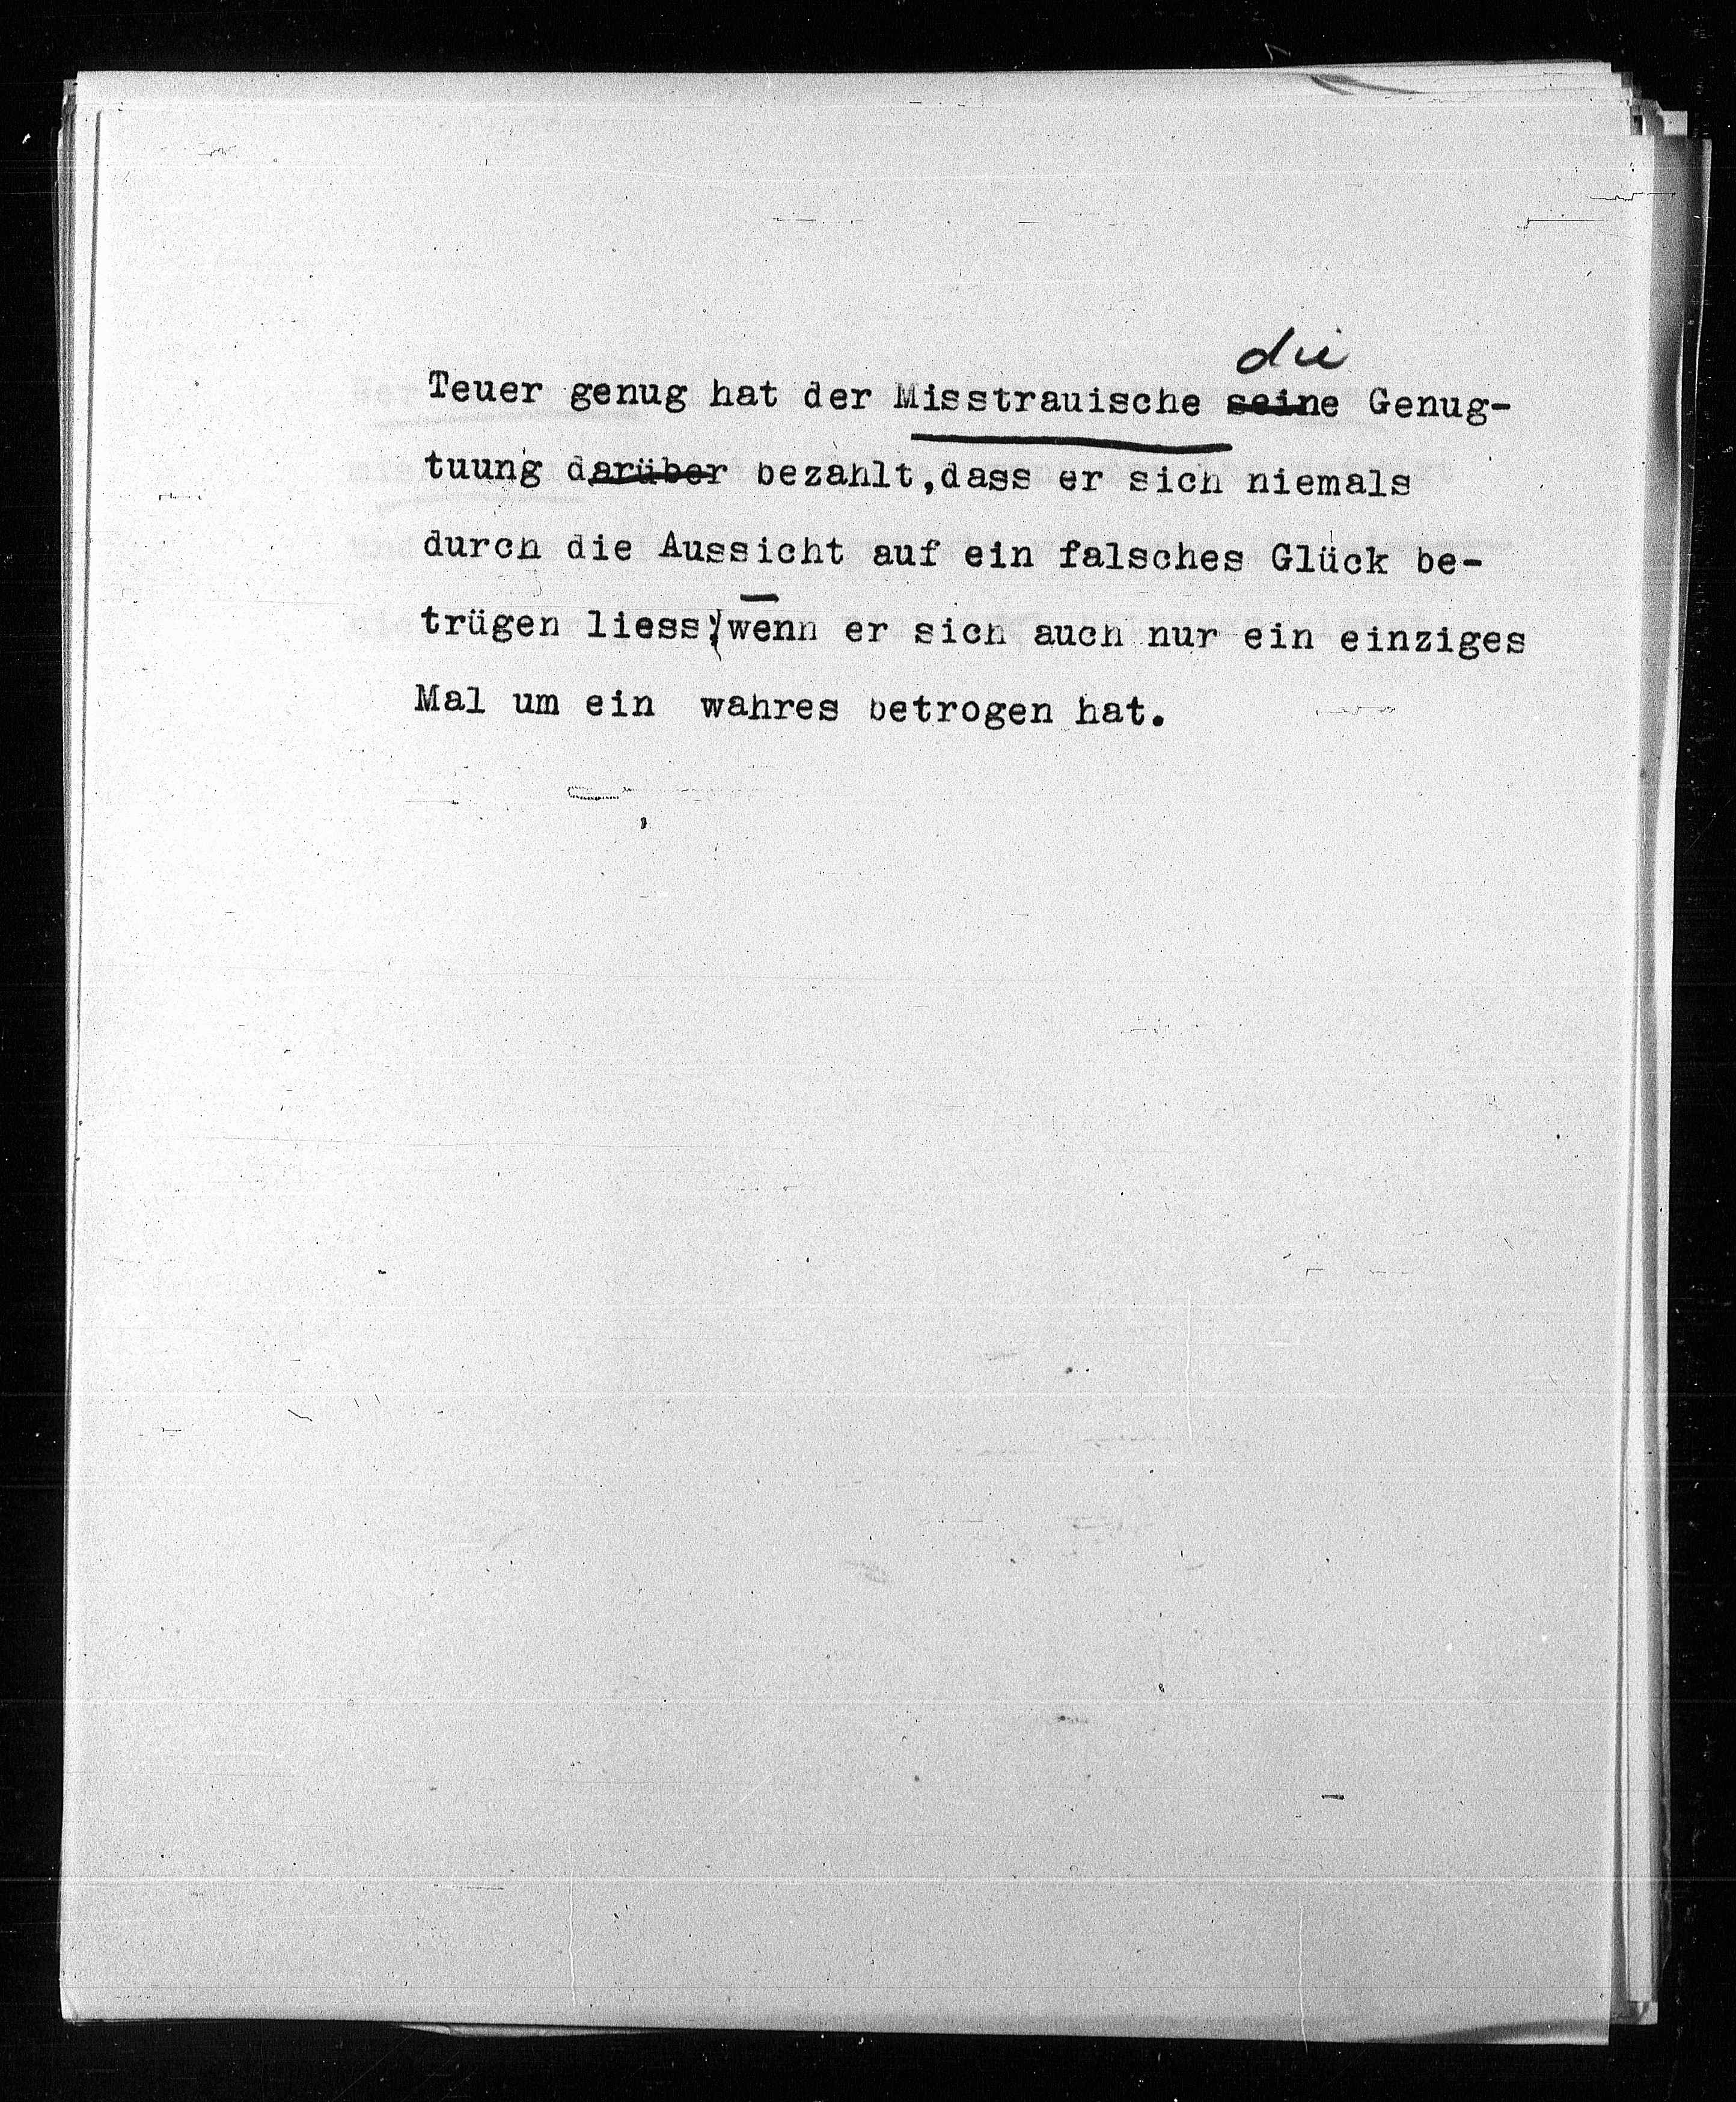 die
Teuer genug hat der Misstrauische seine Genug-
tuung darüber bezahlt,dass er sich niemals
durch die Aussicht auf ein falsches Glück be-
trügen liess, wenn er sich auch nur ein einziges
Mal um ein wahres betrogen hat.